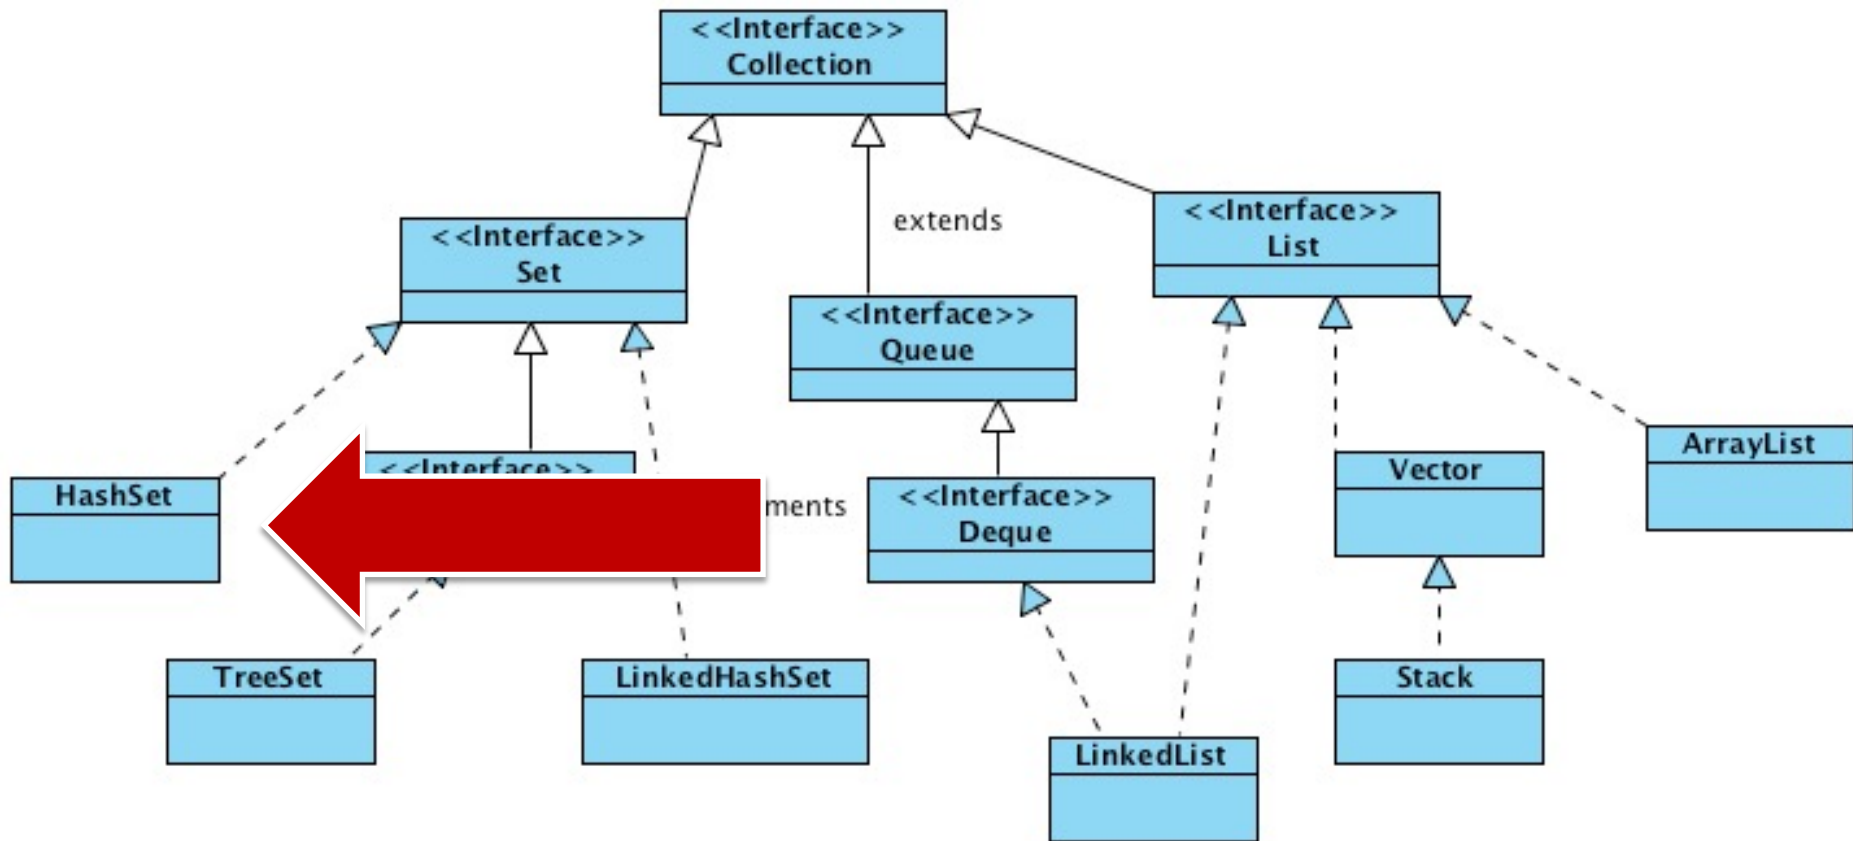 <<Interface>>
Collection
<<Interface>>
Set
extends
<<Interface>>
List
<<Interface>>
Queue
HashSet
<<Interface>>
ments
<<Interface>>
Deque
Vector
ArrayList
TreeSet
LinkedHashSet
LinkedList
Stack